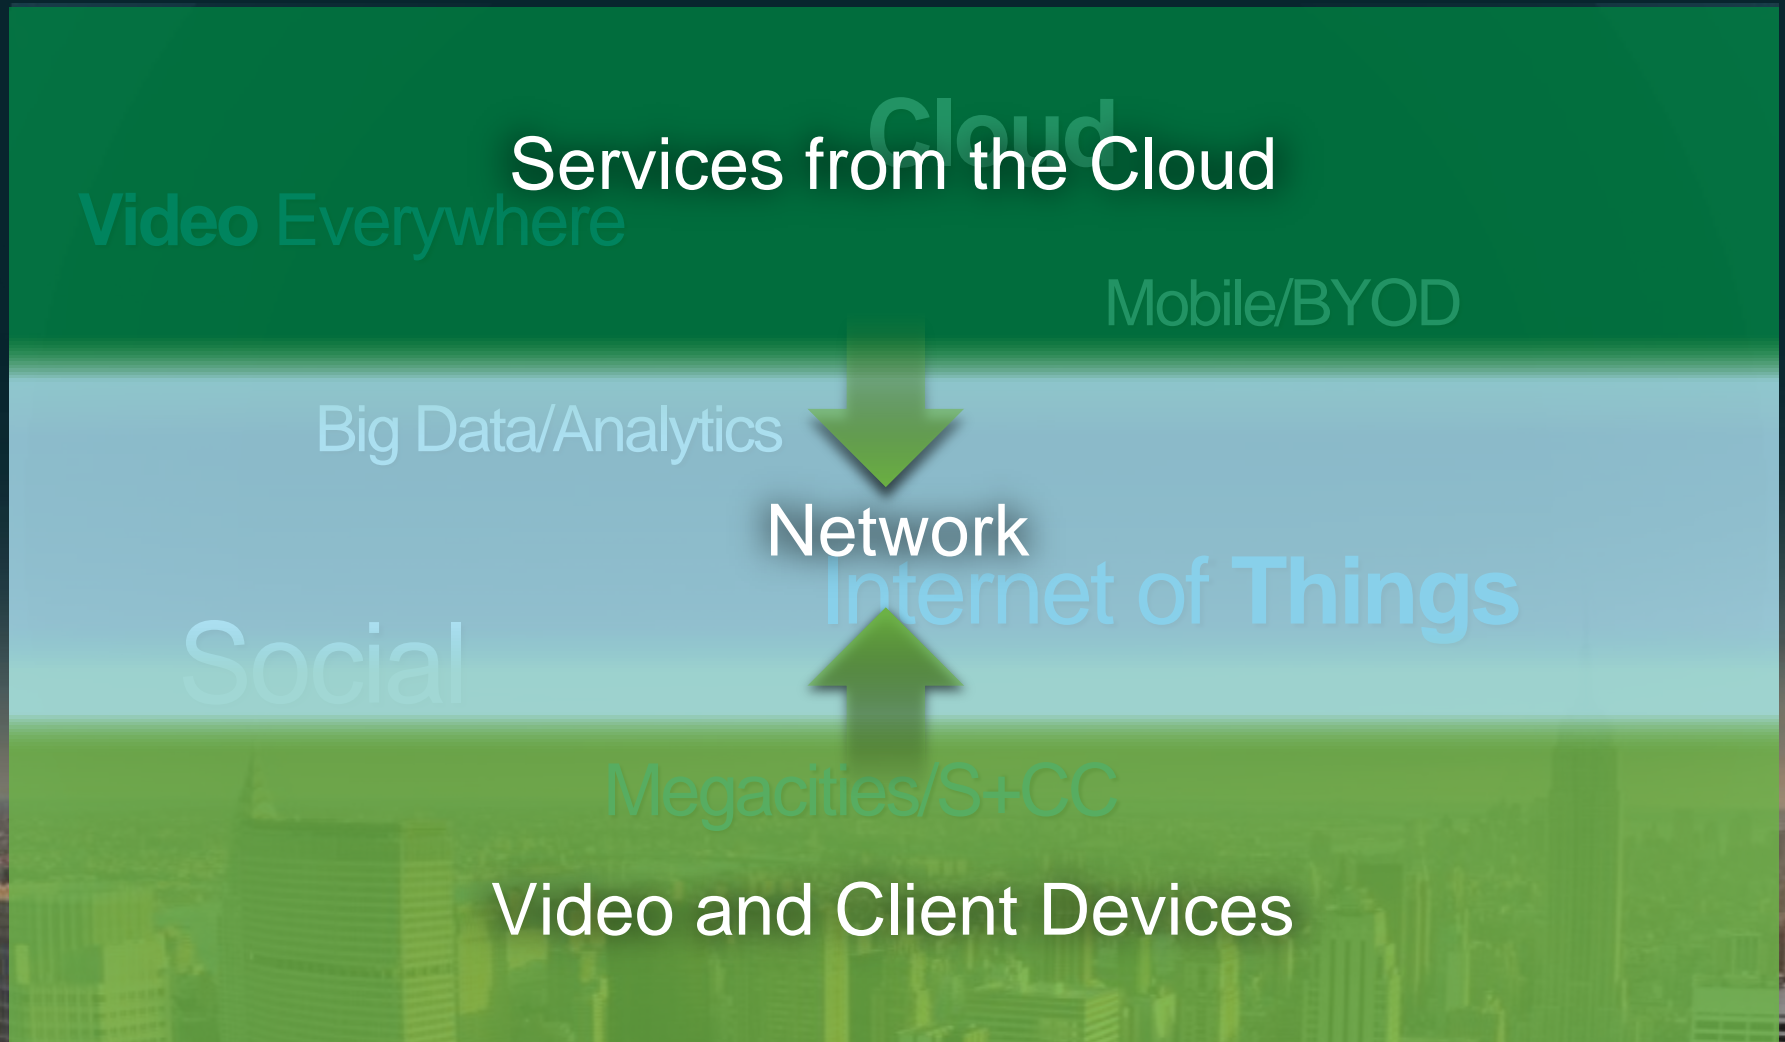 Cloud
Services from the Cloud
Video Everywhere
Mobile/BYOD
Big Data/Analytics
Network
Internet of Things
Social
Megacities/S+CC
Video and Client Devices